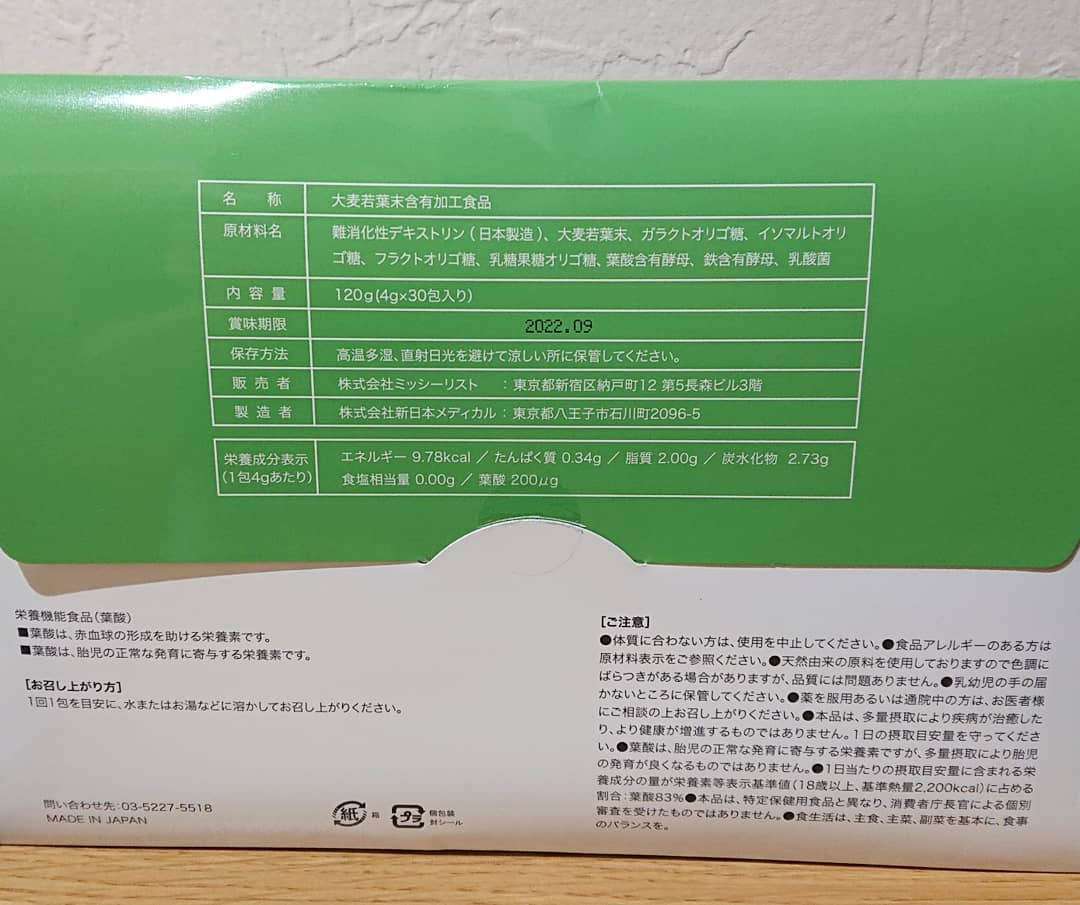 名 称 大麦若葉末含有加工食品
原材料名 難消化性デキストリン(日本製造)、大麦若葉末、ガラクトオリゴ糖、イソマルトオリ
ゴ糖、フラクトオリゴ糖、乳糖果糖オリゴ糖、葉酸含有酵母、鉄含有酵母、乳酸菌
内容量 120g(4g×30包入り)
賞味期限 2022.09
保存方法 高温多湿、直射日光を避けて涼しい所に保管してください。
販売者 株式会社ミッシーリスト :東京都新宿区納戸町12 第5長森ビル3階
製造者 株式会社新日本メディカル:東京都八王子市石川町2096-5
栄養成分表示 エネルギー 9.78kcal / たんぱく質 0.34g / 脂質 2.00g / 炭水化物 2.73g
(1包4gあたり) 食塩相当量 0.00g / 葉酸 200μg
栄養機能食品(葉酸)
■葉酸は、赤血球の形成を助ける栄養素です。
■葉酸は、胎児の正常な発育に寄与する栄養素です。
[お召し上がり方]
1回1包を目安に、水またはお湯などに溶かしてお召し上がりください。
問い合わせ先:03-5227-5518
MADE IN JAPAN
紙 箱
プラ 個包装
封シール
[ご注意]
●体質に合わない方は、使用を中止してください。●食品アレルギーのある方は
原材料表示をご参照ください。●天然由来の原料を使用しておりますので色調に
ばらつきがある場合がありますが、品質には問題ありません。●乳幼児の手の届
かないところに保管してください。●薬を服用あるいは通院中の方は、お医者様
にご相談の上お召し上がりください。●本品は、多量摂取により疾病が治癒した
り、より健康が増進するものではありません。1日の摂取目安量を守ってくださ
い。●葉酸は、胎児の正常な発育に寄与する栄養素ですが、多量摂取により胎児
の発育が良くなるものではありません。●1日当たりの摂取目安量に含まれる栄
養成分の量が栄養素等表示基準値(18歳以上、基準熱量2,200kcal)に占める
割合:葉酸83%●本品は、特定保健用食品と異なり、消費者庁長官による個別
審査を受けたものではありません。●食生活は、主食、主菜、副菜を基本に、食事
のバランスを。